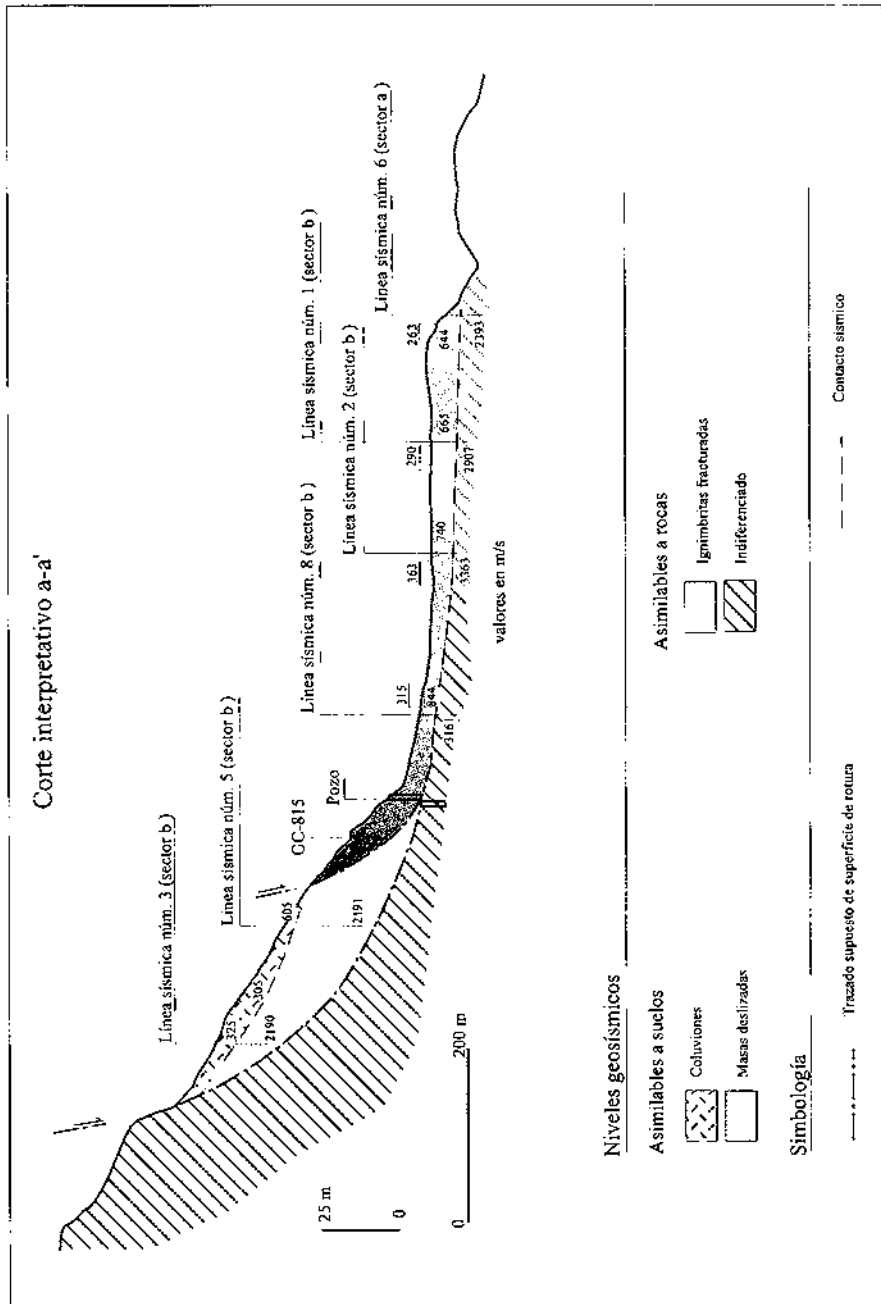 Corte interpretativo a-a'
Línea sísmica núm. 3 (sector b)
Línea sísmica núm. 5 (sector b)
GC-815
Pozo
Línea sísmica núm. 8 (sector b)
Línea sísmica núm. 2 (sector b)
Línea sísmica núm. 1 (sector b)
Línea sísmica núm. 6 (sector a)
325
305
2190
605
2191
315
844
3161
363
740
3363
290
665
2907
263
644
2393
valores en m/s
25 m
0
0
200 m
Niveles geosísmicos
Asimilables a suelos
Coluviones
Masas deslizadas
Asimilables a rocas
Ignimbritas fracturadas
Indiferenciado
Simbología
Trazado supuesto de superficie de rotura
Contacto sísmico